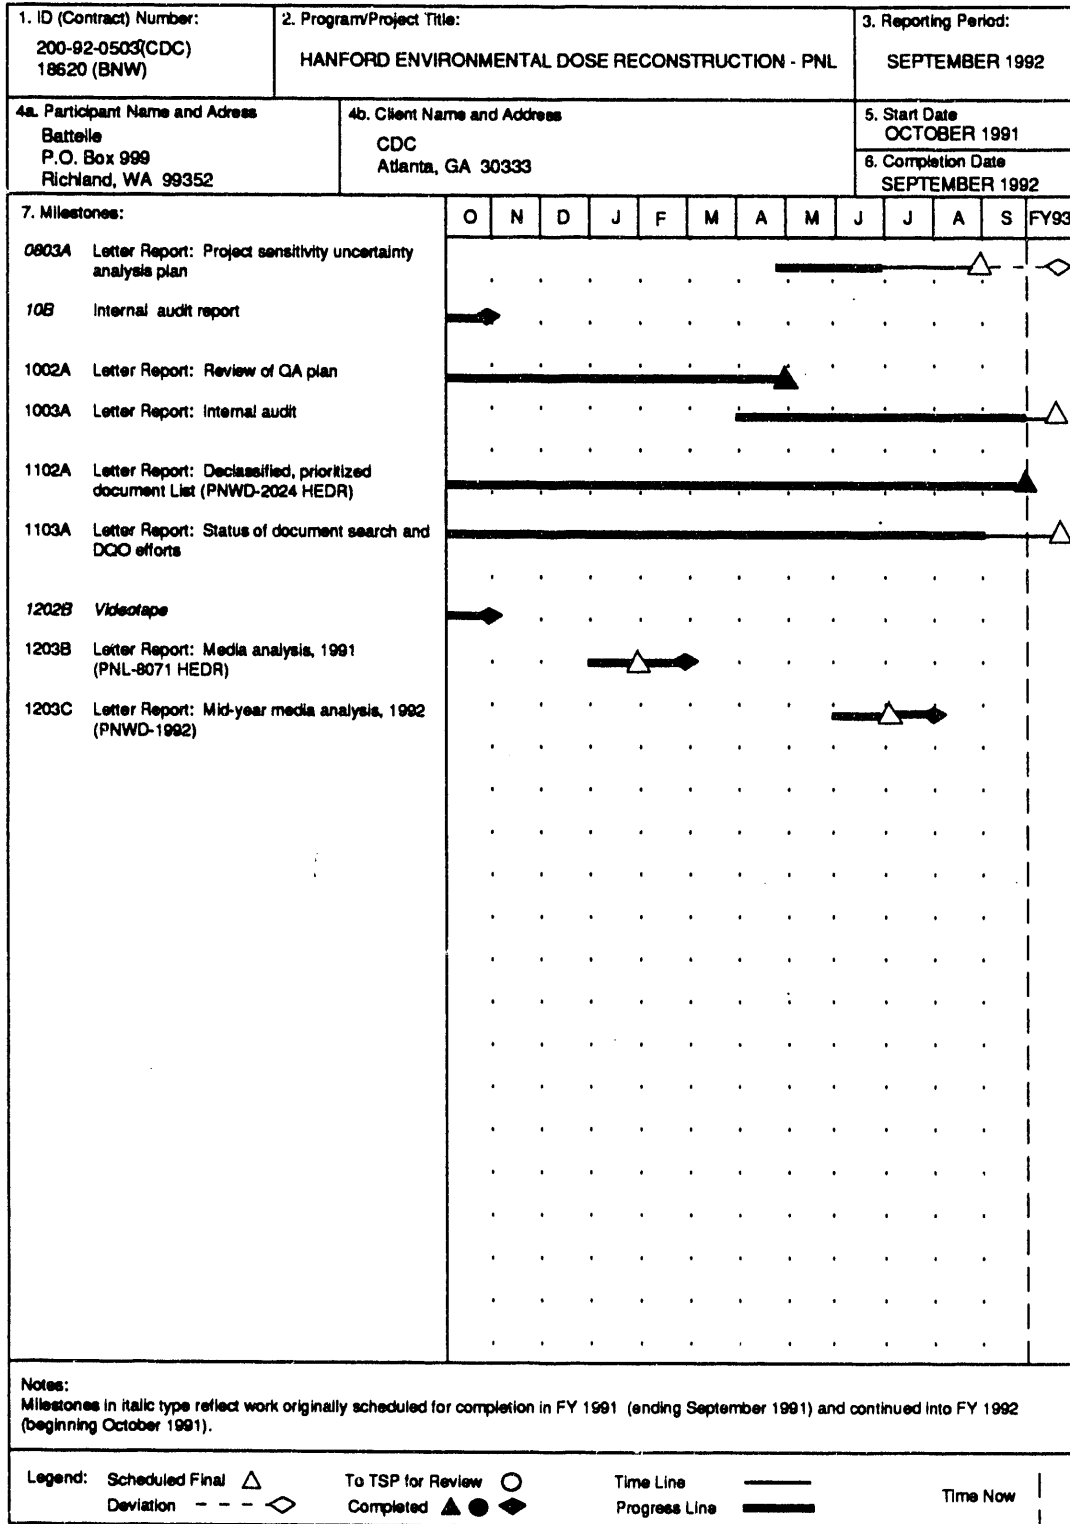 1. ID (Contract) Number:
200-92-0503(CDC)
18620 (BNW)
2. Program/Project Title:
HANFORD ENVIRONMENTAL DOSE RECONSTRUCTION - PNL
3. Reporting Period:
SEPTEMBER 1992
4a. Participant Name and Adress
Battelle
P.O. Box 999
Richland, WA 99352
4b. Client Name and Address
CDC
Atlanta, GA 30333
5. Start Date
OCTOBER 1991
6. Completion Date
SEPTEMBER 1992
7. Milestones:
O N D J F M A M J J A S FY93
0803A Letter Report: Project sensitivity uncertainty
analysis plan
10B Internal audit report
1002A Letter Report: Review of QA plan
1003A Letter Report: Internal audit
1102A Letter Report: Declassified, prioritized
document List (PNWD-2024 HEDR)
1103A Letter Report: Status of document search and
DQO efforts
1202B Videotape
1203B Letter Report: Media analysis, 1991
(PNL-8071 HEDR)
1203C Letter Report: Mid-year media analysis, 1992
(PNWD-1992)
Notes:
Milestones in italic type reflect work originally scheduled for completion in FY 1991 (ending September 1991) and continued into FY 1992
(beginning October 1991).
Legend: Scheduled Final To TSP for Review Time Line Time Now
Deviation Completed Progress Line